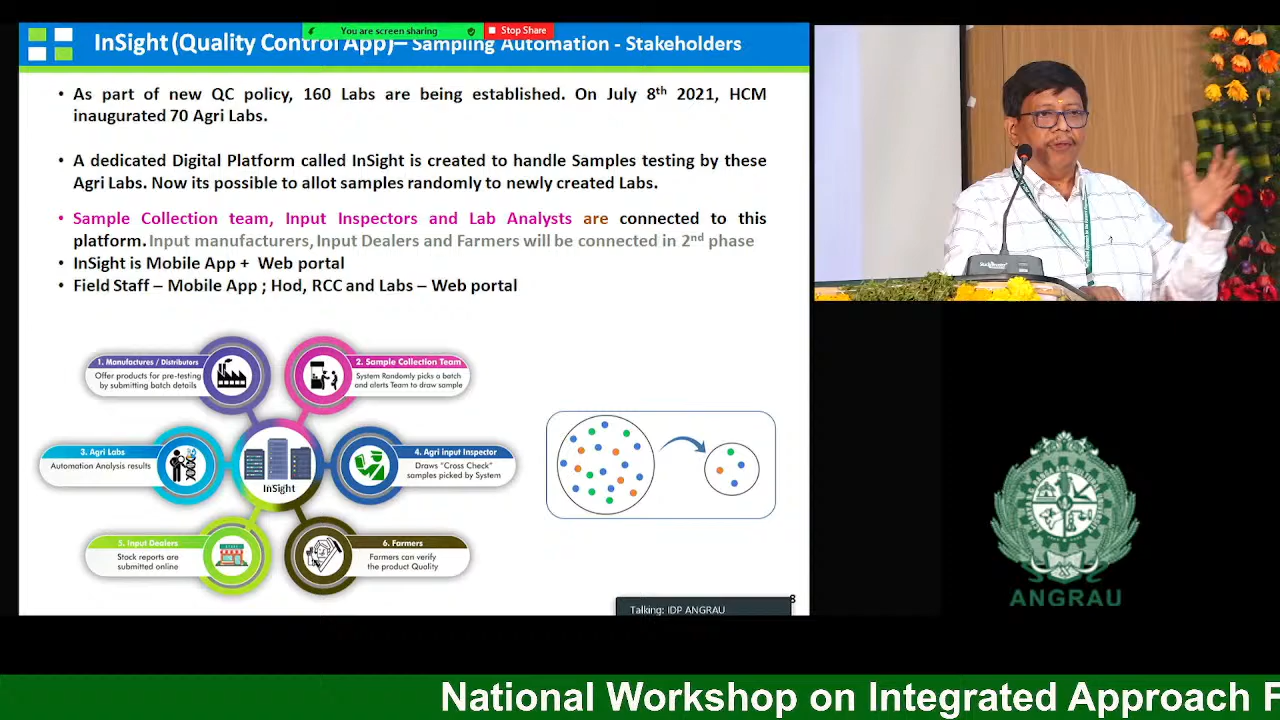 You are screen sharing
Stop Share
InSight (Quality Control App)– Sampling Automation - Stakeholders
• As part of new QC policy, 160 Labs are being established. On July 8th 2021, HCM
inaugurated 70 Agri Labs.
• A dedicated Digital Platform called InSight is created to handle Samples testing by these
Agri Labs. Now its possible to allot samples randomly to newly created Labs.
• Sample Collection team, Input Inspectors and Lab Analysts are connected to this
platform. Input manufacturers, Input Dealers and Farmers will be connected in 2nd phase
• InSight is Mobile App + Web portal
• Field Staff – Mobile App ; Hod, RCC and Labs – Web portal
1. Manufactures / Distributors
Offer products for pre-testing
by submitting batch details
2. Sample Collection Team
System Randomly picks a batch
and alerts Team to draw sample
3. Agri Labs
Automation Analysis results
InSight
4. Agri input Inspector
Draws "Cross Check"
samples picked by System
5. Input Dealers
Stock reports are
submitted online
6. Farmers
Farmers can verify
the product Quality
8
Talking: IDP ANGRAU
ANGRAU
National Workshop on Integrated Approach F